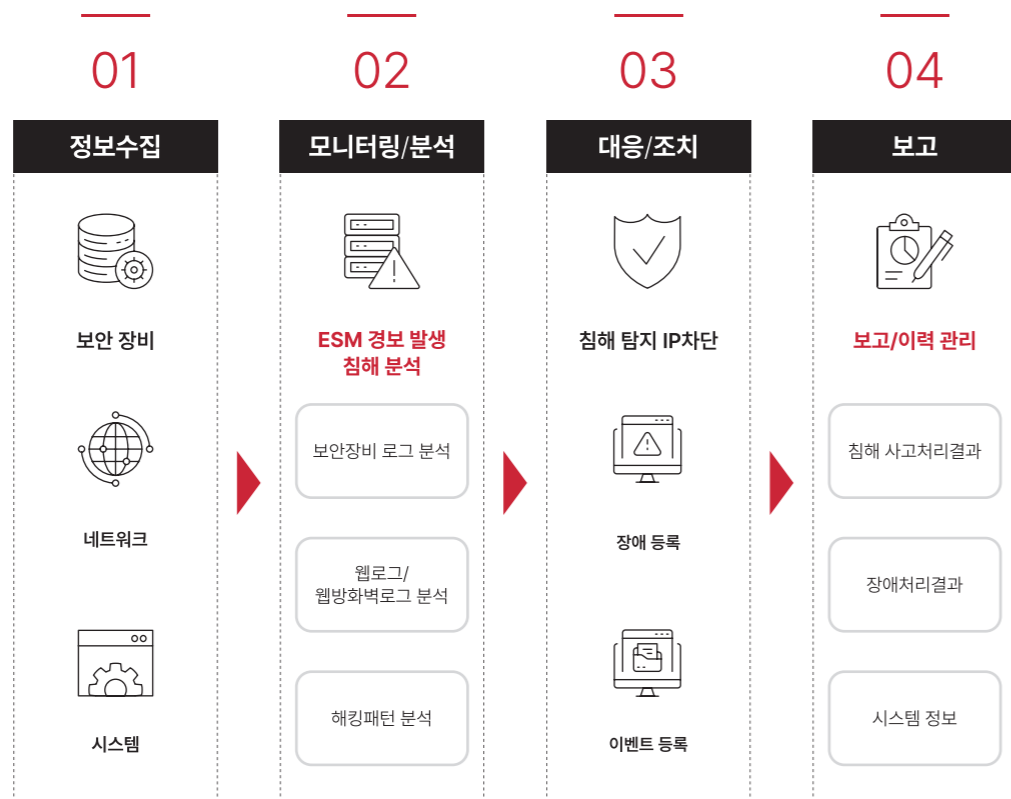 01
정보수집
보안 장비
네트워크
시스템
02
모니터링/분석
ESM 경보 발생
침해 분석
보안장비 로그 분석
웹로그/
웹방화벽로그 분석
해킹패턴 분석
03
대응/조치
침해 탐지 IP차단
장애 등록
이벤트 등록
04
보고
보고/이력 관리
침해 사고처리결과
장애처리결과
시스템 정보